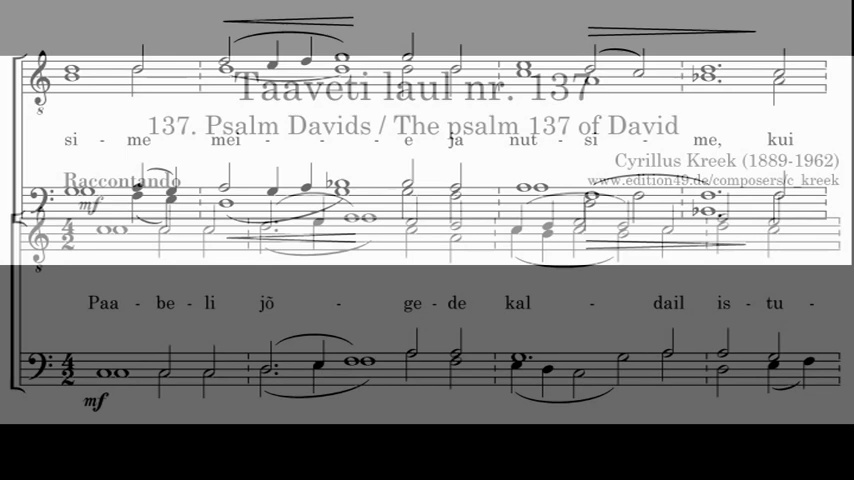 Taaveti laul nr. 137
137. Psalm Davids / The psalm 137 of David
si - me mei - - - e ja nut - si - me, kui
Cyrillus Kreek (1889-1962)
Raccontando
www.edition49.de/composers/c_kreek
mf
Paa - be - li jõ - ge - de kal - dail is - tu -
mf